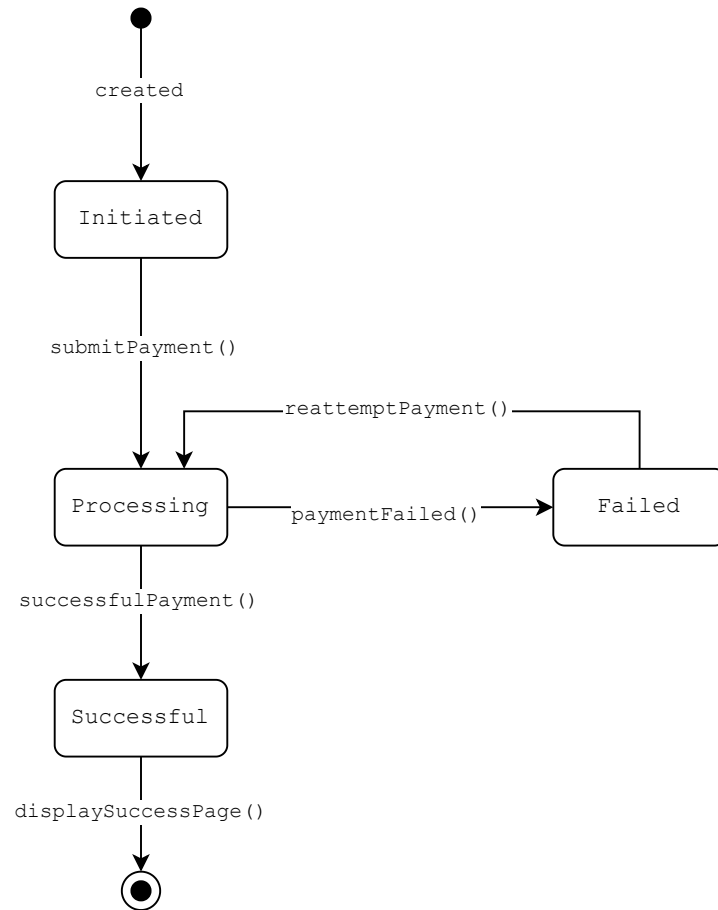 created
Initiated
submitPayment()
reattemptPayment()
Processing
paymentFailed()
Failed
successfulPayment()
Successful
displaySuccessPage()